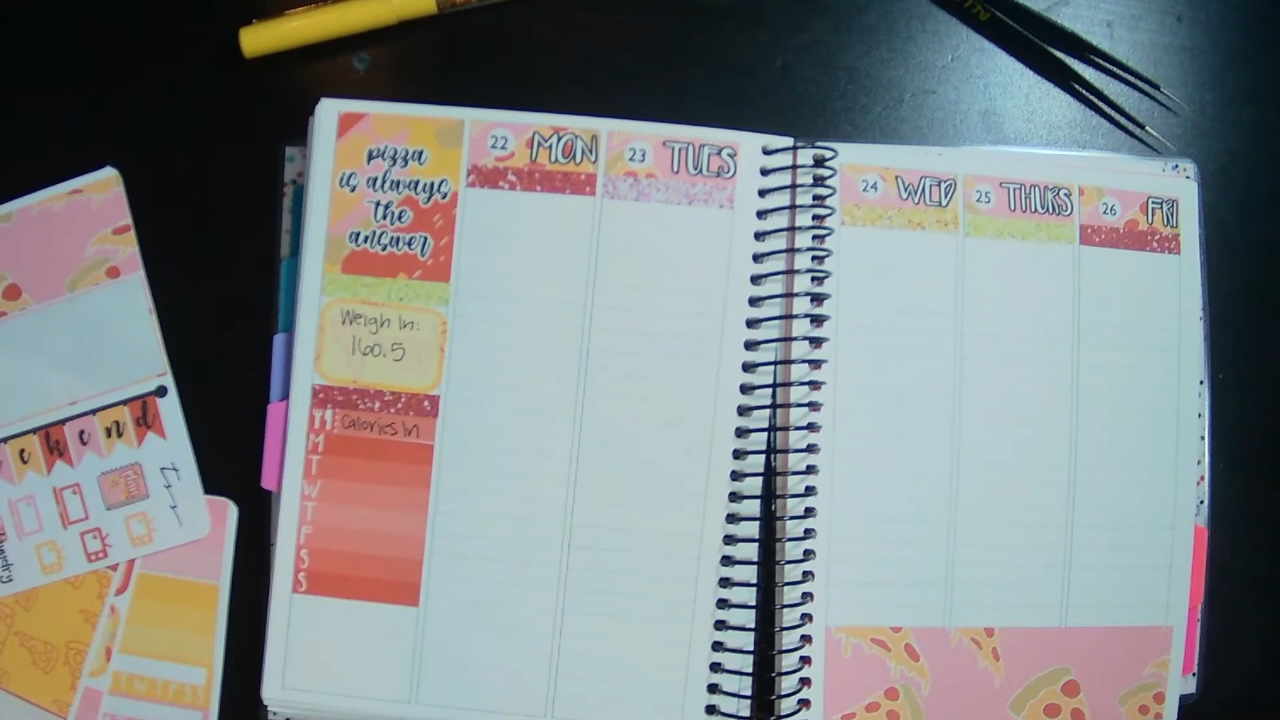 pizza
is always
the
answer
22 MON
23 TUES
24 WED
25 THURS
26 FRI
Weigh In:
160.5
Calories In
M
T
W
T
F
S
S
ekend